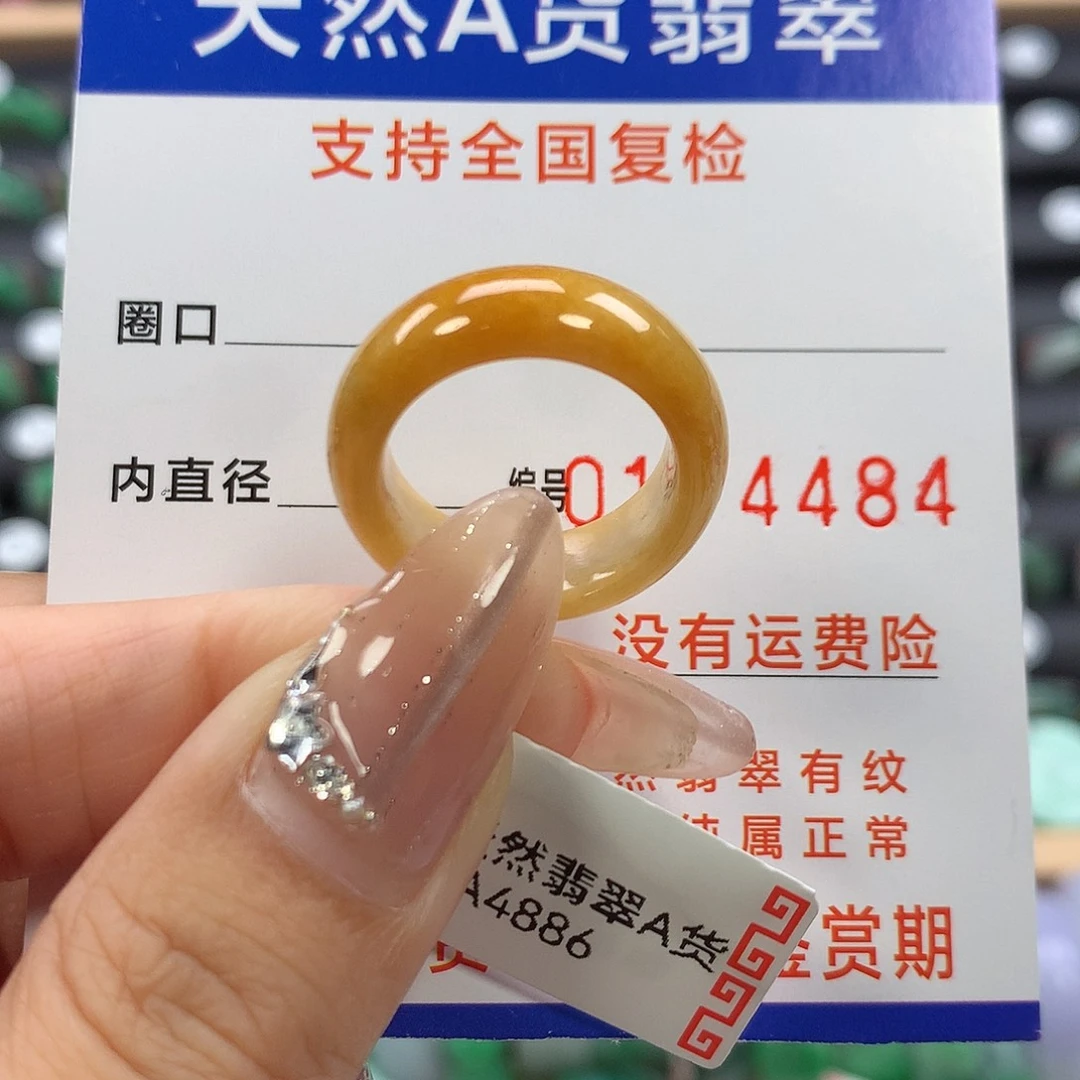 天然A货翡翠
支持全国复检
圈口
内直径
编号01 4484
没有运费险
然翡翠有纹
属正常
赏期
然翡翠A货
A4886